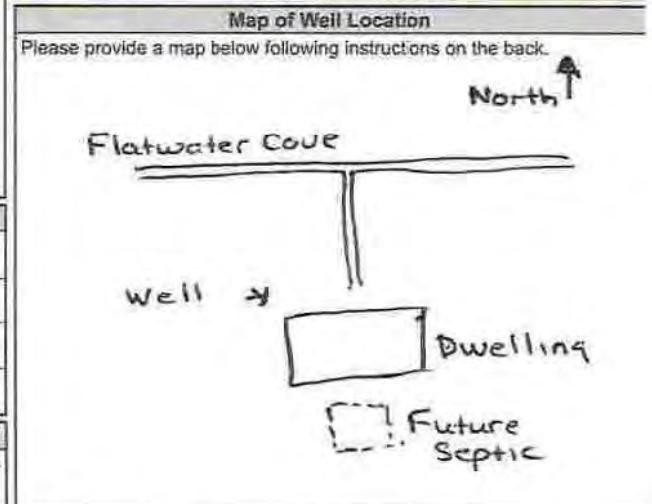 Map of Well Location
Please provide a map below following instructions on the back.
North
Flatwater Cove
Well
Dwelling
Future
Septic